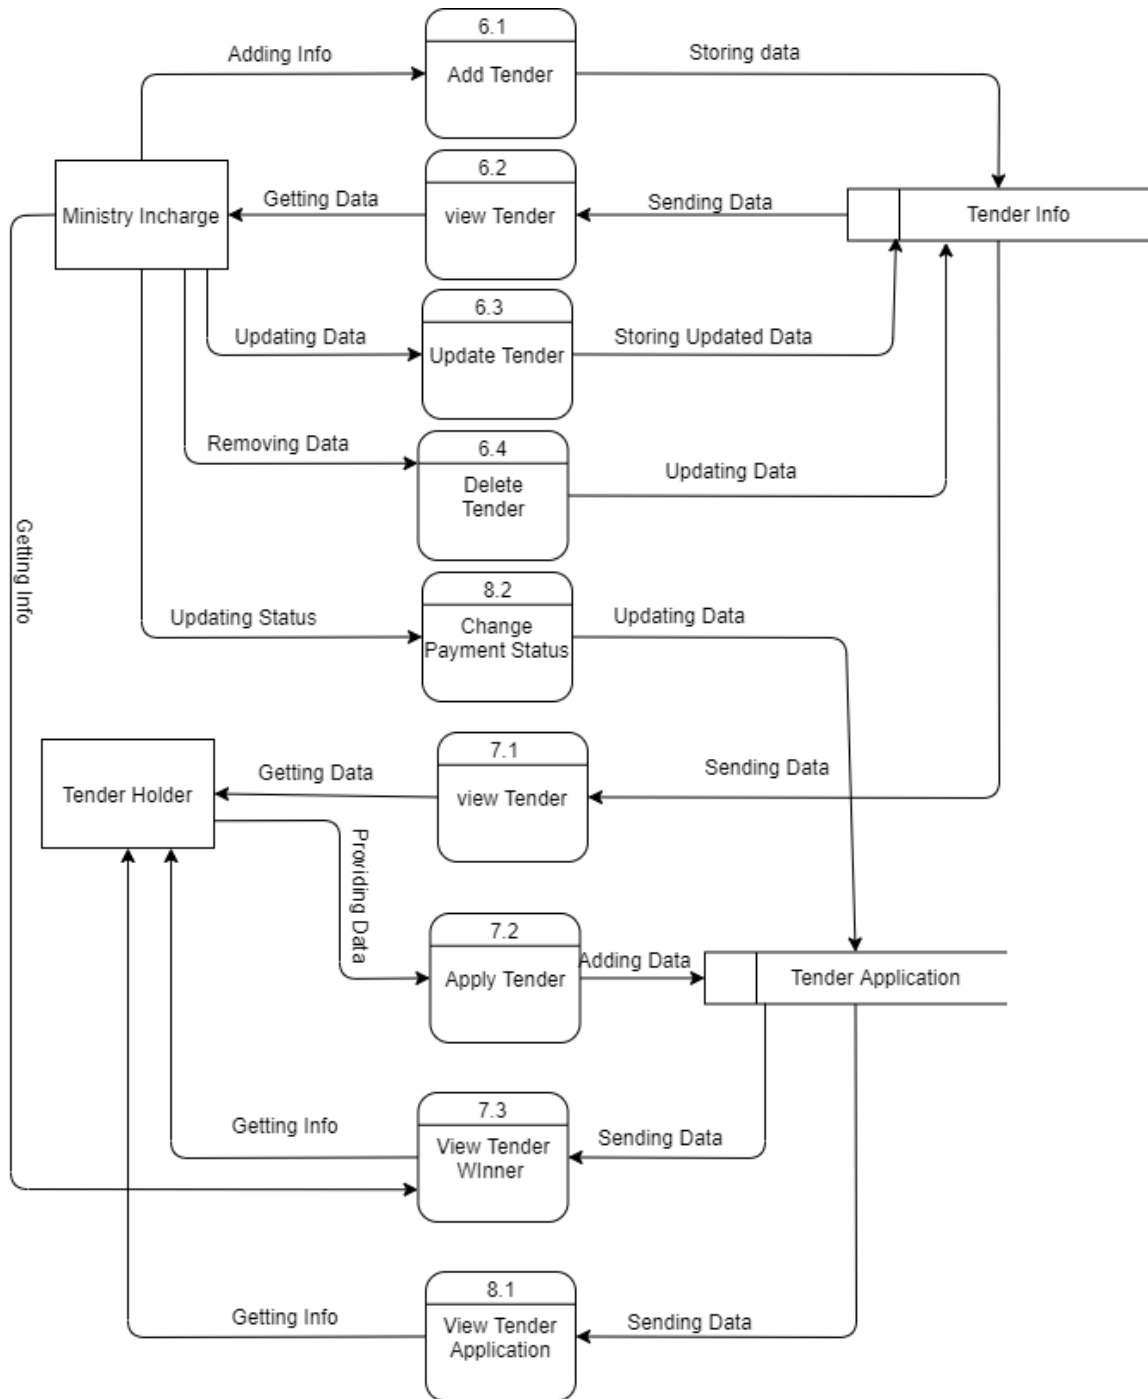 6.1
Adding Info
Storing data
Add Tender
6.2
Getting Data
Sending Data
Ministry Incharge
view Tender
Tender Info
6.3
Updating Data
Storing Updated Data
Update Tender
Removing Data
6.4
Updating Data
Delete
Tender
Getting Info
8.2
Updating Status
Updating Data
Change
Payment Status
7.1
Getting Data
Sending Data
Tender Holder
view Tender
Providing Data
7.2
Adding Data
Apply Tender
Tender Application
7.3
Getting Info
Sending Data
View Tender
WInner
8.1
Getting Info
Sending Data
View Tender
Application